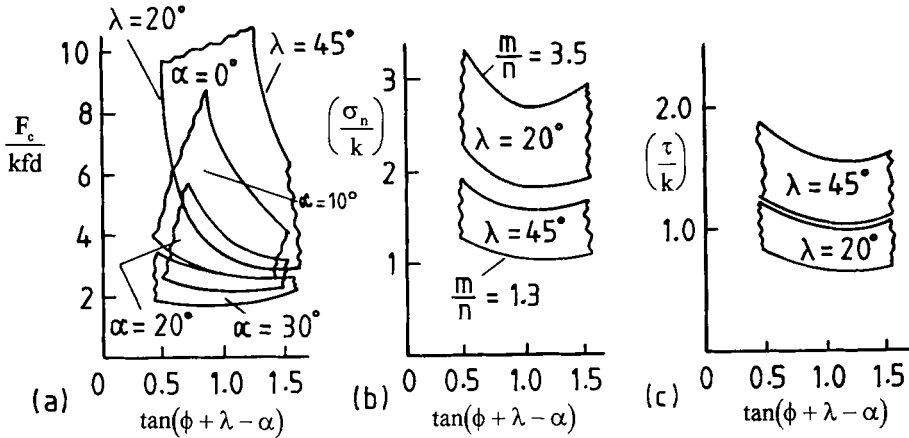 λ = 20°
λ = 45°
α = 0°
α = 10°
α = 20°
α = 30°
F_c
kfd
10
8
6
4
2
0 0.5 1.0 1.5
tan(ϕ + λ − α)
(a)
m/n = 3.5
λ = 20°
λ = 45°
m/n = 1.3
(σ_n/k)
3
2
1
0 0.5 1.0 1.5
tan(ϕ + λ − α)
(b)
λ = 45°
λ = 20°
(τ/k)
2.0
1.0
0 0.5 1.0 1.5
tan(ϕ + λ − α)
(c)